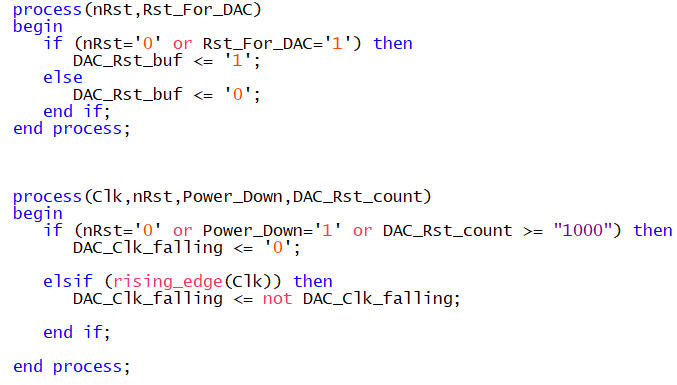 process(nRst,Rst_For_DAC)
begin
   if (nRst='0' or Rst_For_DAC='1') then
      DAC_Rst_buf <= '1';
   else
      DAC_Rst_buf <= '0';
   end if;
end process;
process(Clk,nRst,Power_Down,DAC_Rst_count)
begin
   if (nRst='0' or Power_Down='1' or DAC_Rst_count >= "1000") then
      DAC_Clk_falling <= '0';
   elsif (rising_edge(Clk)) then
      DAC_Clk_falling <= not DAC_Clk_falling;
   end if;
end process;